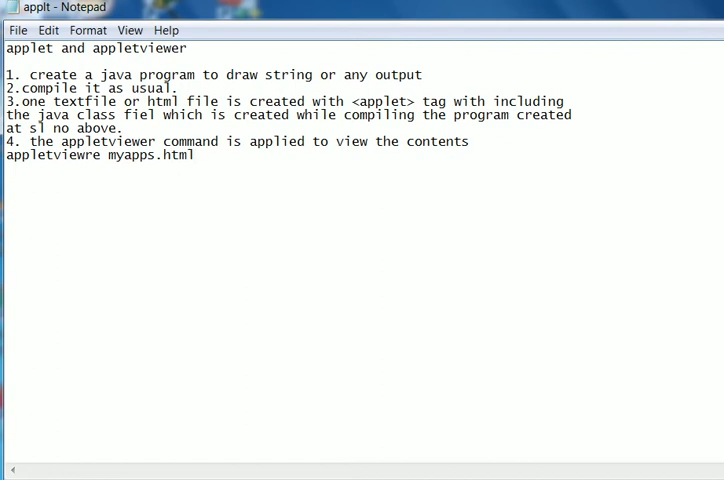 applt - Notepad
File Edit Format View Help
applet and appletviewer
1. create a java program to draw string or any output
2.compile it as usual.
3.one textfile or html file is created with <applet> tag with including
the java class fiel which is created while compiling the program created
at sl no above.
4. the appletviewer command is applied to view the contents
appletviewre myapps.html